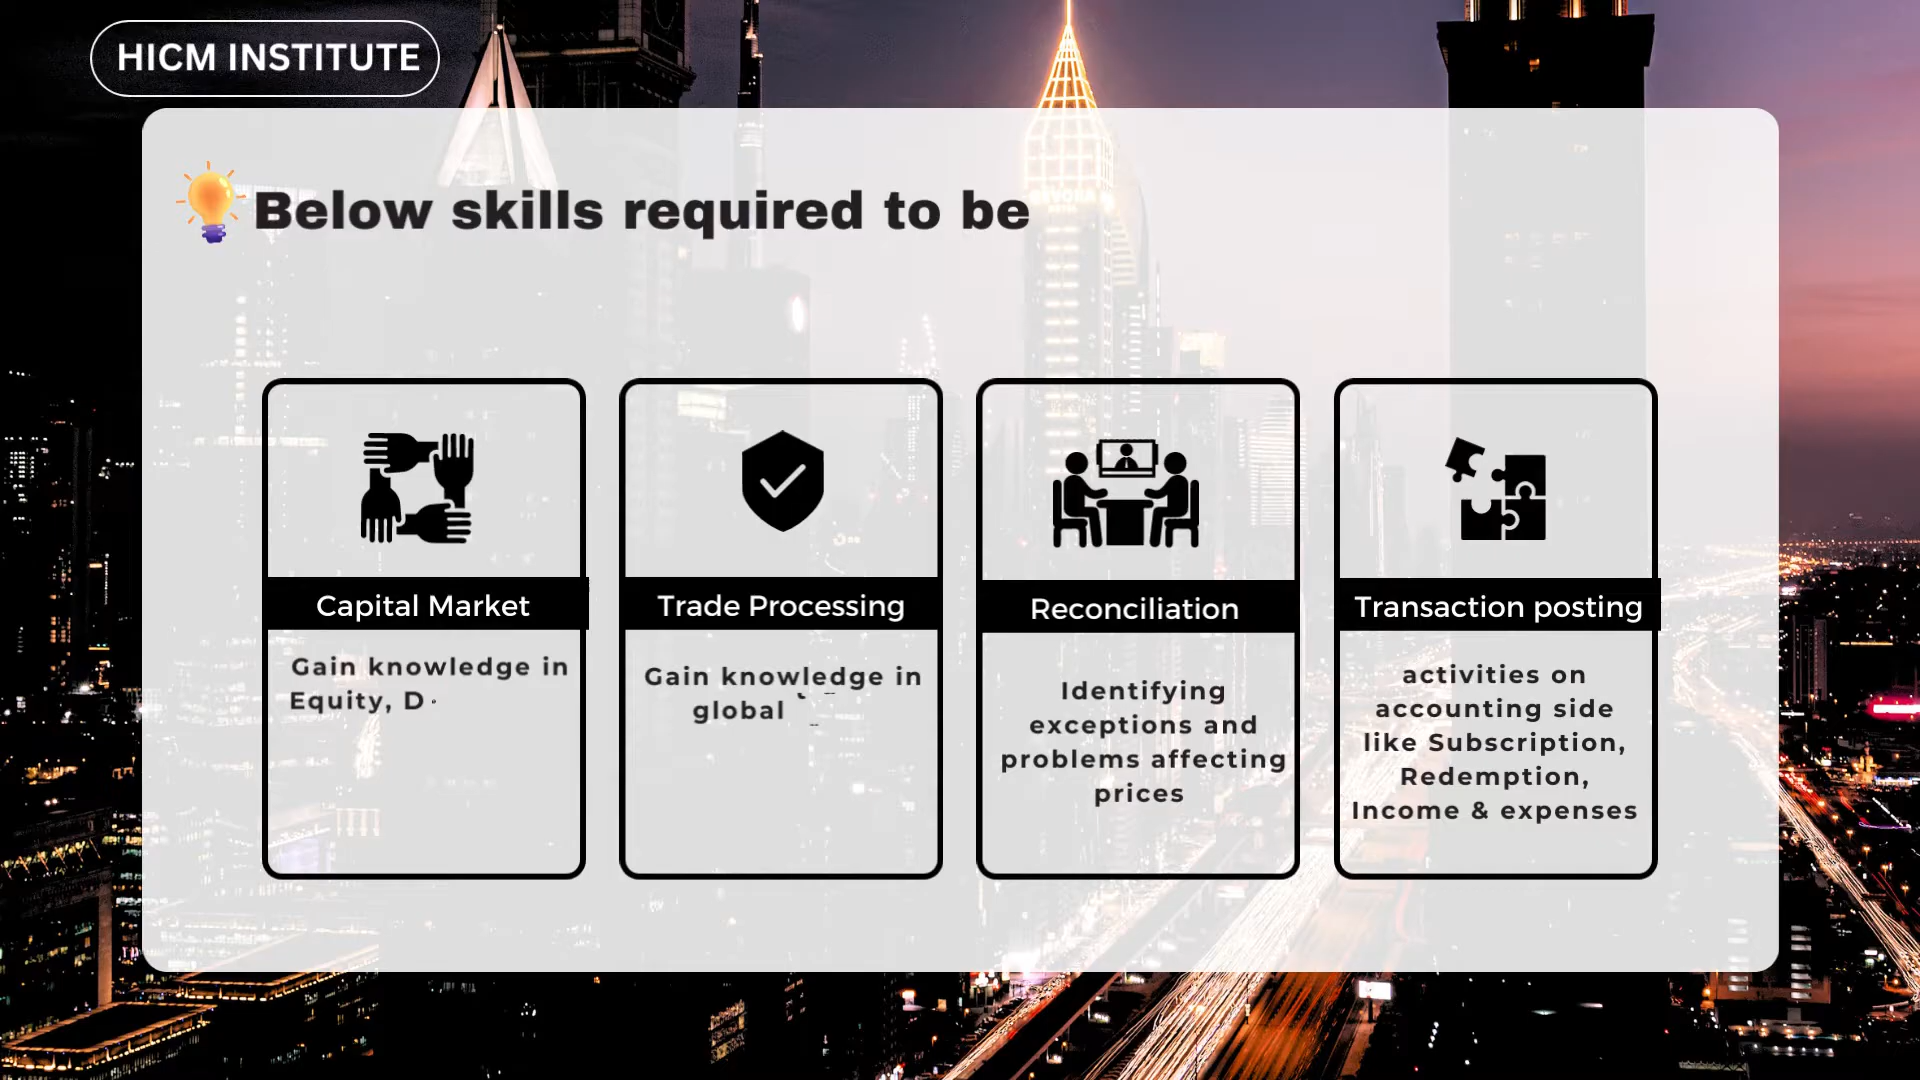 HICM INSTITUTE
Below skills required to be
Capital Market
Gain knowledge in
Equity, D
Trade Processing
Gain knowledge in
global
Reconciliation
Identifying
exceptions and
problems affecting
prices
Transaction posting
activities on
accounting side
like Subscription,
Redemption,
Income & expenses